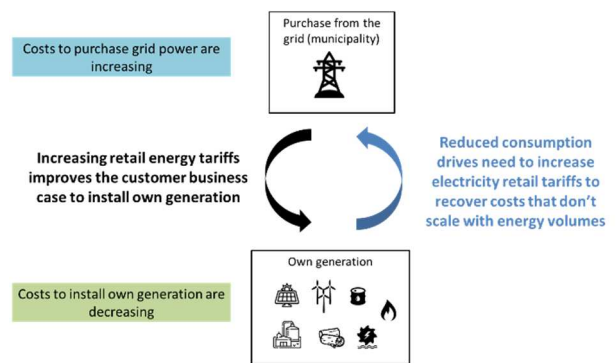 Purchase from the
grid (municipality)
Costs to purchase grid power are
increasing
Increasing retail energy tariffs
improves the customer business
case to install own generation
Reduced consumption
drives need to increase
electricity retail tariffs to
recover costs that don't
scale with energy volumes
Own generation
Costs to install own generation are
decreasing